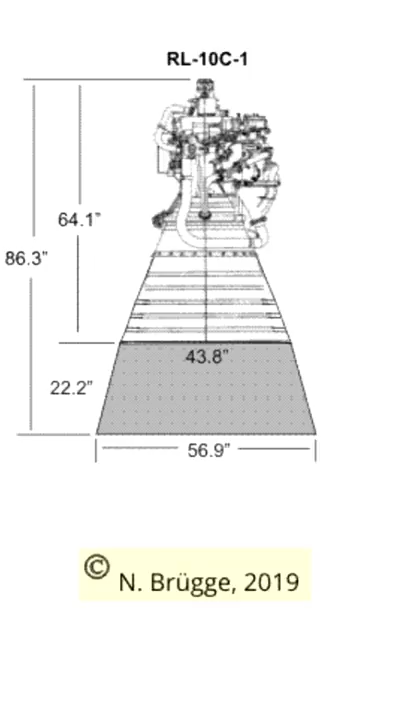 RL-10C-1
64.1”
86.3”
43.8”
22.2”
56.9”
© N. Brügge, 2019